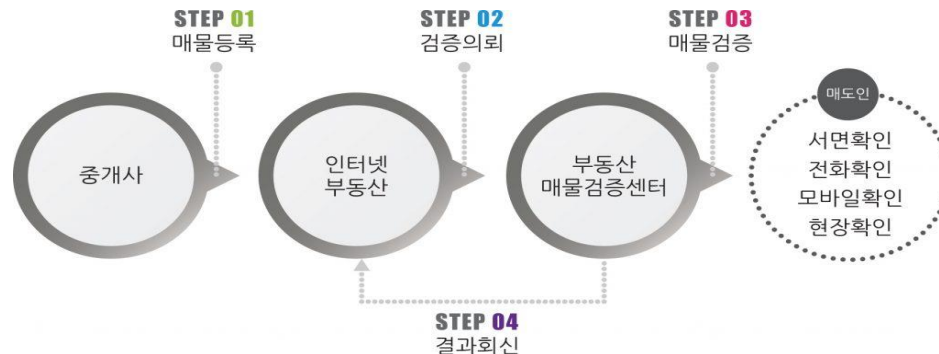 STEP 01
매물등록
STEP 02
검증의뢰
STEP 03
매물검증
중개사
인터넷
부동산
부동산
매물검증센터
매도인
서면확인
전화확인
모바일확인
현장확인
STEP 04
결과회신